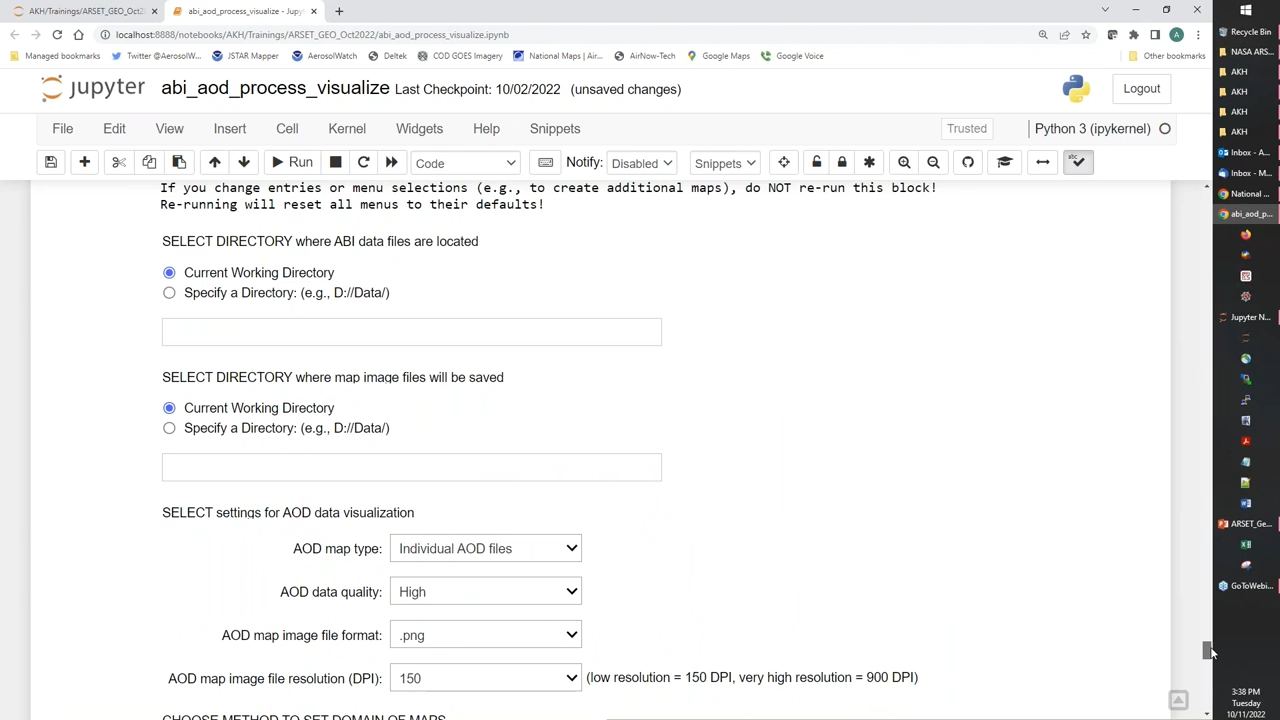 AKH/Trainings/ARSET_GEO_Oct2
abi_aod_process_visualize - Jupy
localhost:8888/notebooks/AKH/Trainings/ARSET_GEO_Oct2022/abi_aod_process_visualize.ipynb
Managed bookmarks
Twitter @AerosolW...
JSTAR Mapper
AerosolWatch
Deltek
COD GOES Imagery
National Maps | Air...
AirNow-Tech
Google Maps
Google Voice
Other bookmarks
jupyter abi_aod_process_visualize Last Checkpoint: 10/02/2022 (unsaved changes)
Logout
File Edit View Insert Cell Kernel Widgets Help Snippets
Trusted
Python 3 (ipykernel)
Run
Code
Notify: Disabled
Snippets
abc
If you change entries or menu selections (e.g., to create additional maps), do NOT re-run this block!
Re-running will reset all menus to their defaults!
SELECT DIRECTORY where ABI data files are located
Current Working Directory
Specify a Directory: (e.g., D://Data/)
SELECT DIRECTORY where map image files will be saved
Current Working Directory
Specify a Directory: (e.g., D://Data/)
SELECT settings for AOD data visualization
AOD map type: Individual AOD files
AOD data quality: High
AOD map image file format: .png
AOD map image file resolution (DPI): 150 (low resolution = 150 DPI, very high resolution = 900 DPI)
CHOOSE METHOD TO SET DOMAIN OF MAPS
Recycle Bin
NASA ARS...
AKH
AKH
AKH
AKH
Inbox - A...
Inbox - M...
National ...
abi_aod_p...
Jupyter N...
ARSET_Ge...
GoToWebi...
3:38 PM
Tuesday
10/11/2022